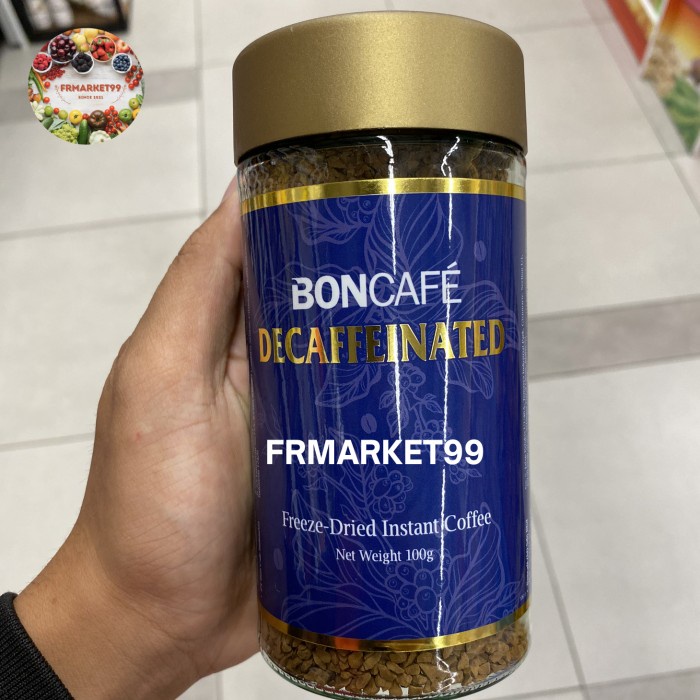 FRMARKET99
SINCE 2021
BONCAFÉ
DECAFFEINATED
FRMARKET99
Freeze-Dried Instant Coffee
Net Weight 100g